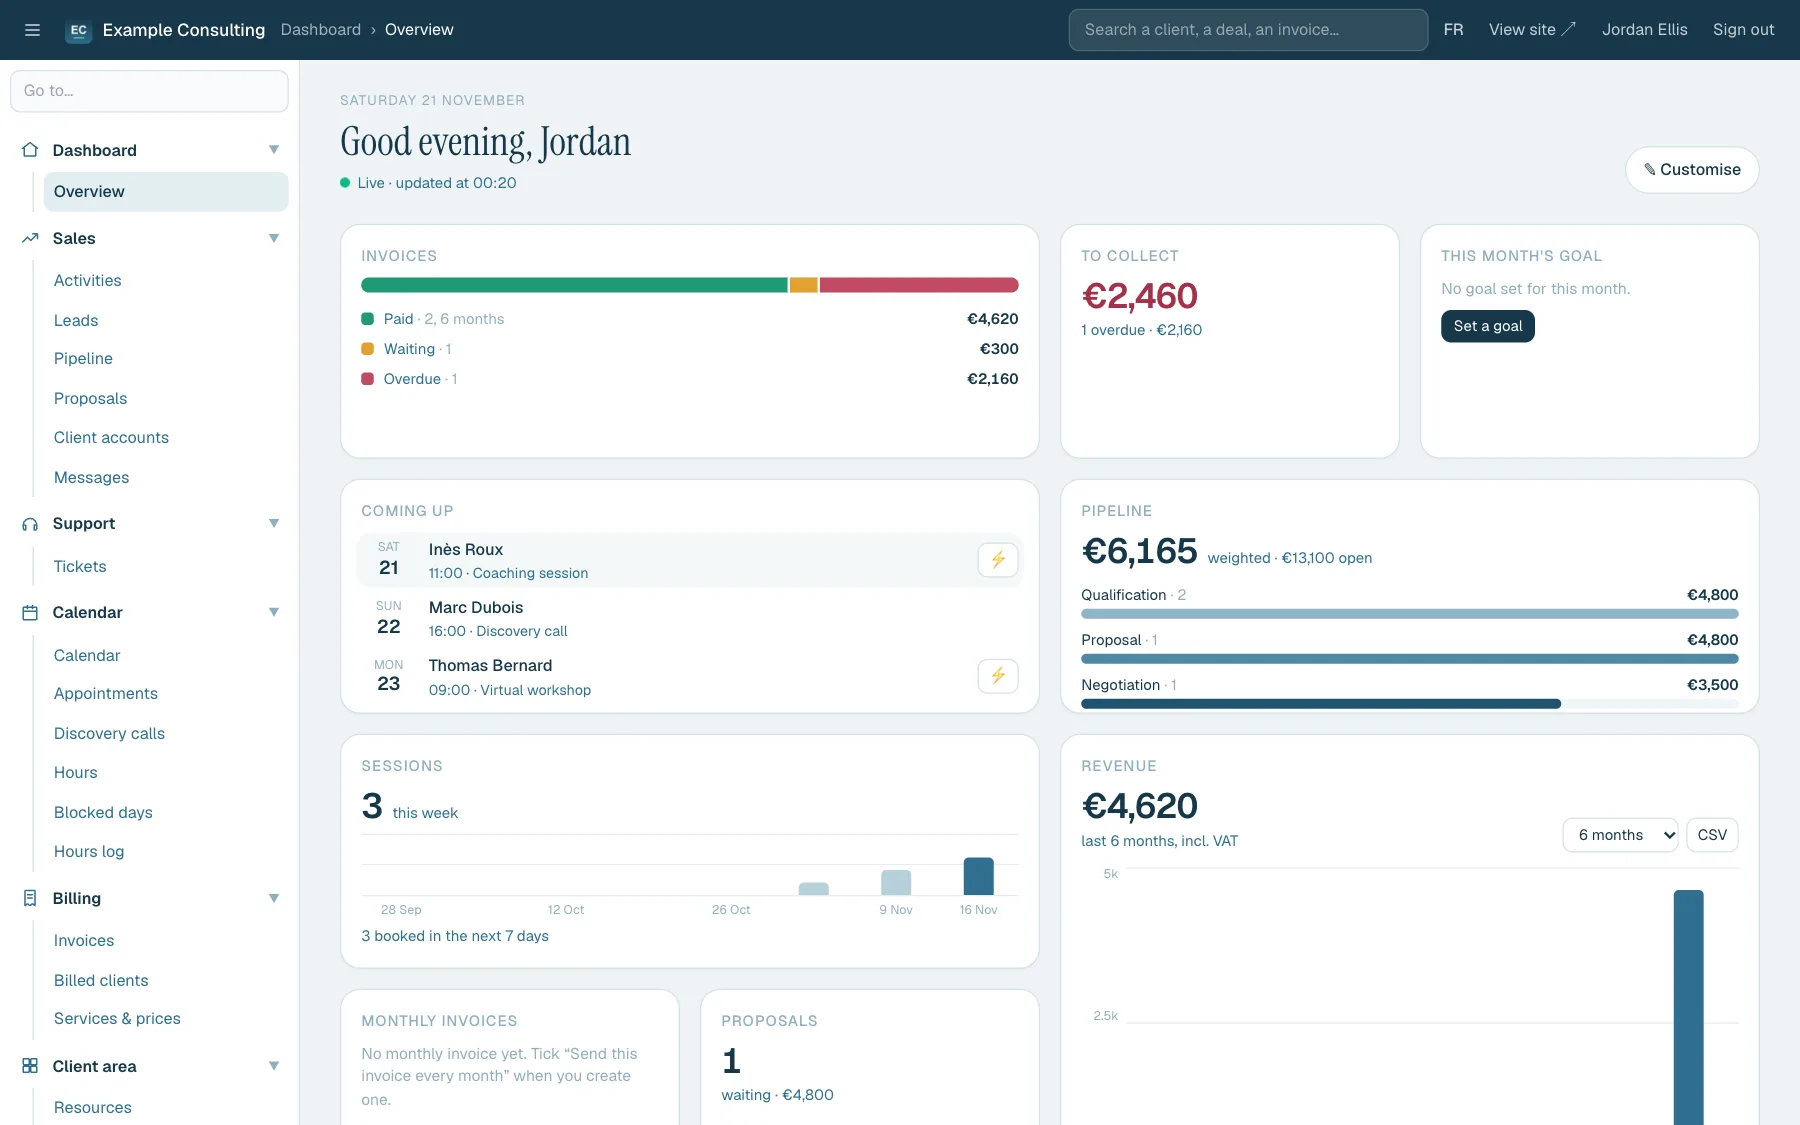 EC Example Consulting Dashboard › Overview Search a client, a deal, an invoice... FR View site ↗ Jordan Ellis Sign out
Go to...
Dashboard
Overview
Sales
Activities
Leads
Pipeline
Proposals
Client accounts
Messages
Support
Tickets
Calendar
Calendar
Appointments
Discovery calls
Hours
Blocked days
Hours log
Billing
Invoices
Billed clients
Services & prices
Client area
Resources
SATURDAY 21 NOVEMBER
Good evening, Jordan
Live · updated at 00:20
✎ Customise
INVOICES
Paid · 2, 6 months €4,620
Waiting · 1 €300
Overdue · 1 €2,160
TO COLLECT
€2,460
1 overdue · €2,160
THIS MONTH'S GOAL
No goal set for this month.
Set a goal
COMING UP
SAT
21
Inès Roux
11:00 · Coaching session
SUN
22
Marc Dubois
16:00 · Discovery call
MON
23
Thomas Bernard
09:00 · Virtual workshop
PIPELINE
€6,165 weighted · €13,100 open
Qualification · 2 €4,800
Proposal · 1 €4,800
Negotiation · 1 €3,500
SESSIONS
3 this week
28 Sep 12 Oct 26 Oct 9 Nov 16 Nov
3 booked in the next 7 days
REVENUE
€4,620
last 6 months, incl. VAT
6 months CSV
5k
2.5k
MONTHLY INVOICES
No monthly invoice yet. Tick “Send this
invoice every month” when you create
one.
PROPOSALS
1
waiting · €4,800